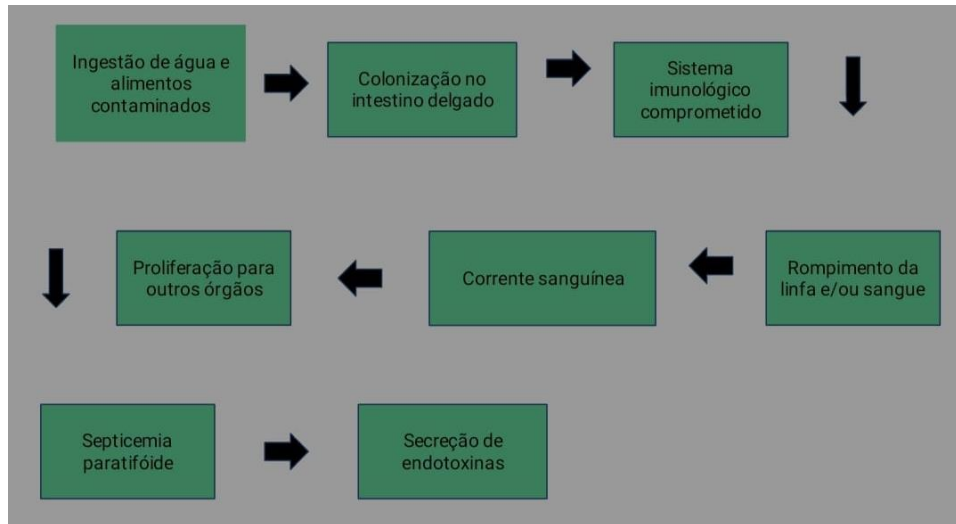 Ingestão de água e
alimentos
contaminados
Colonização no
intestino delgado
Sistema
imunológico
comprometido
Rompimento da
linfa e/ou sangue
Corrente sanguínea
Proliferação para
outros órgãos
Septicemia
paratifóide
Secreção de
endotoxinas